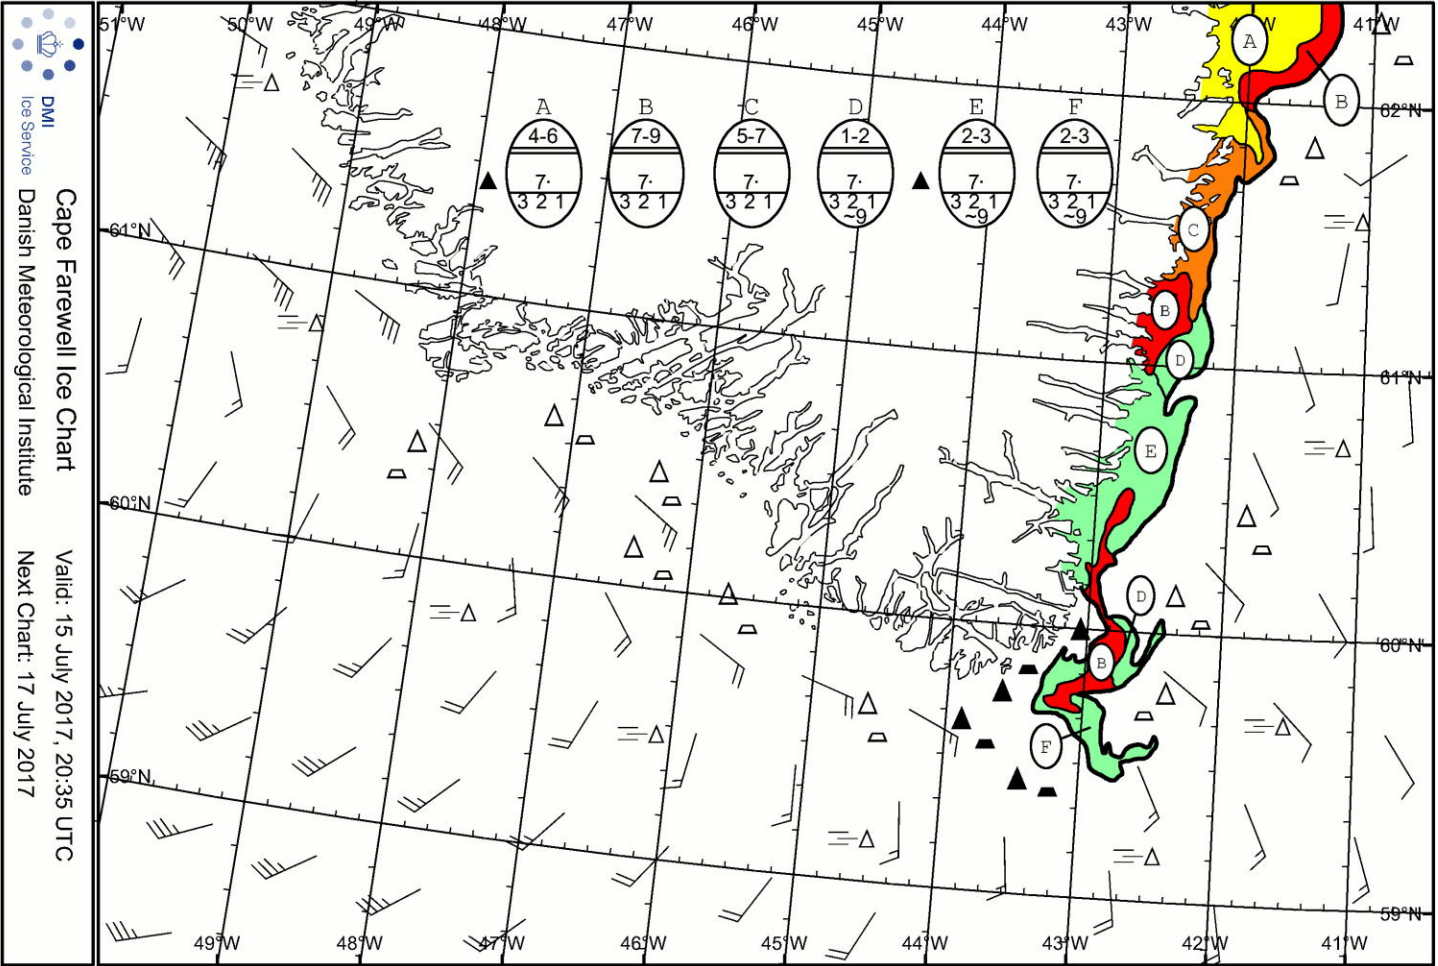 DMI
Ice Service
Cape Farewell Ice Chart
Danish Meteorological Institute
Valid: 15 July 2017, 20:35 UTC
Next Chart: 17 July 2017
51°W 50°W 49°W 48°W 47°W 46°W 45°W 44°W 43°W 42°W 41°W
A B C D E F
4-6 7-9 5-7 1-2 2-3 2-3
7· 7· 7· 7· 7· 7·
3 2 1 3 2 1 3 2 1 3 2 1 3 2 1 3 2 1
~9 ~9 ~9
A
B
62°N
C
61°N
B
D
61°N
E
60°N
D
60°N
B
F
59°N
59°N
49°W 48°W 47°W 46°W 45°W 44°W 43°W 42°W 41°W